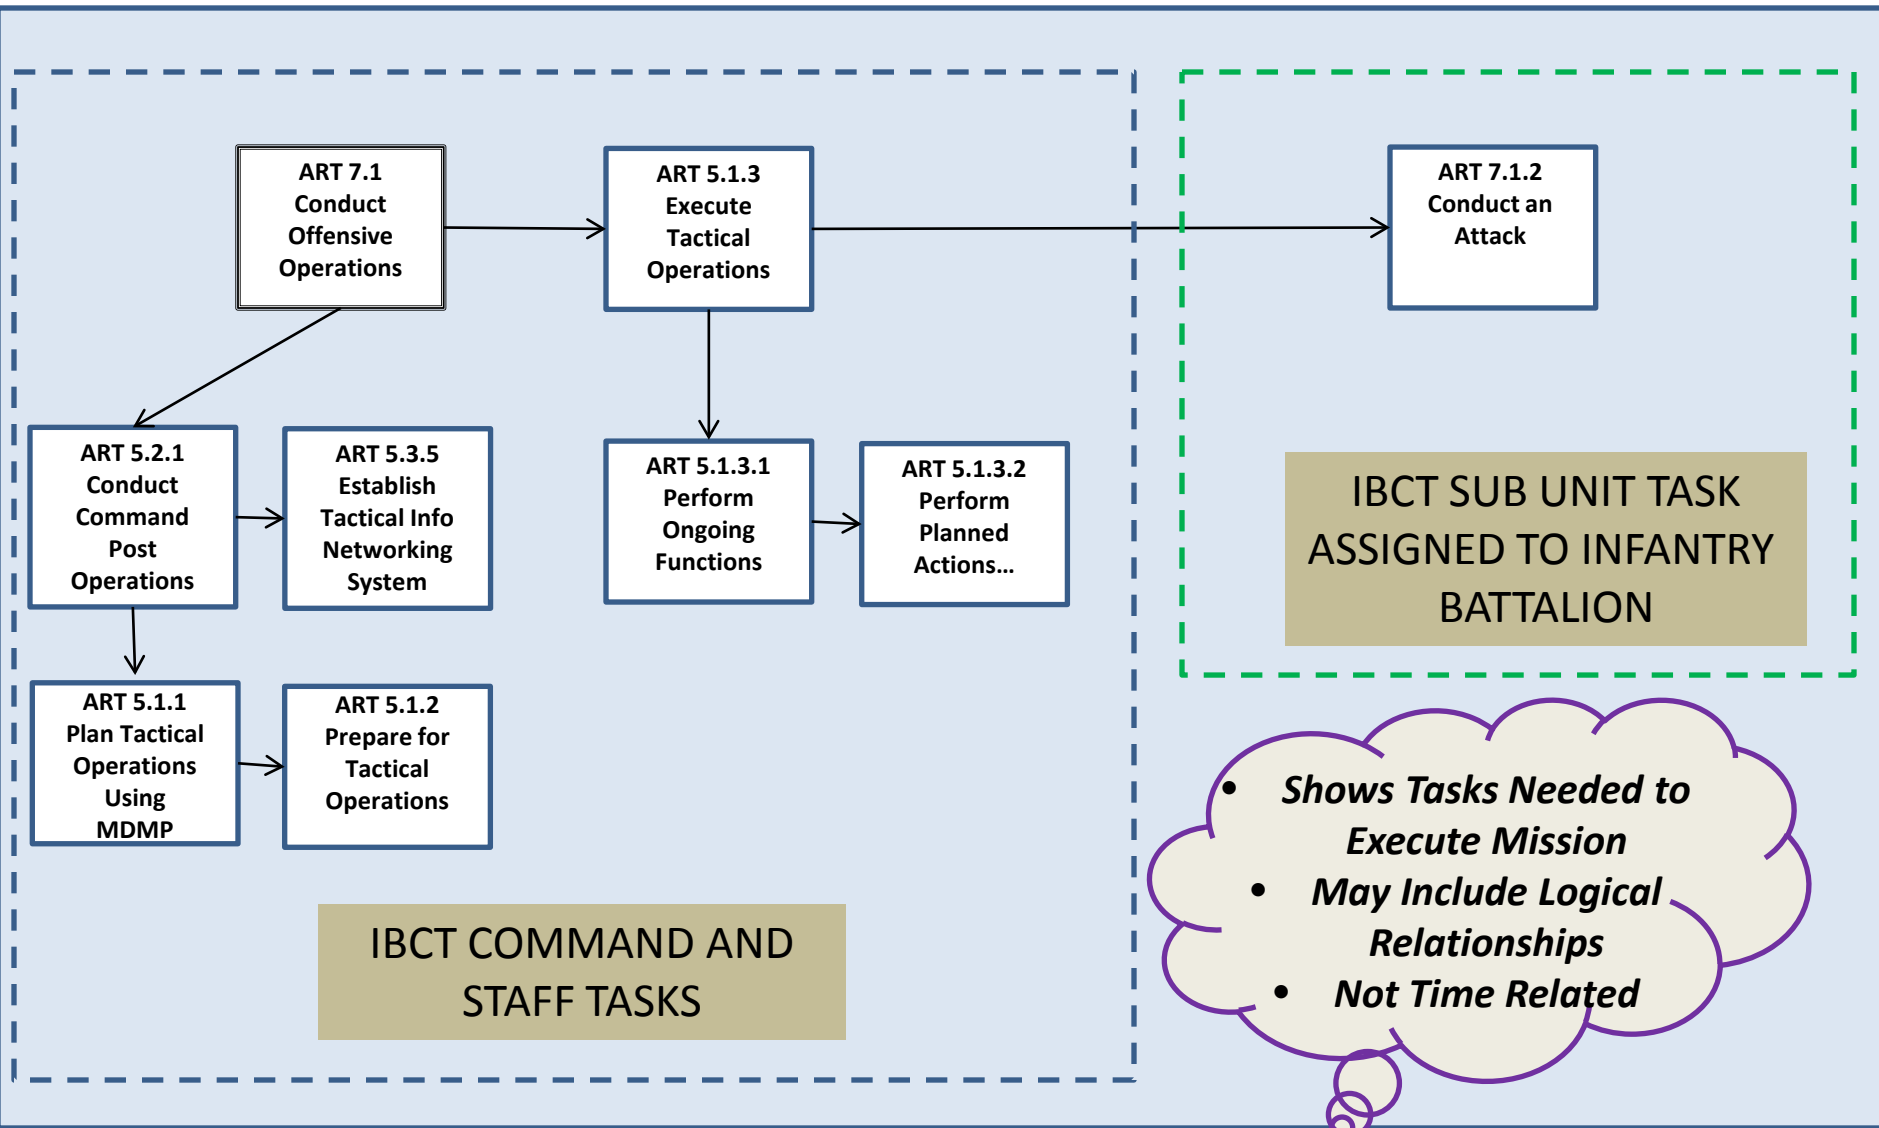 ART 7.1
Conduct
Offensive
Operations
ART 5.1.3
Execute
Tactical
Operations
ART 7.1.2
Conduct an
Attack
ART 5.2.1
Conduct
Command
Post
Operations
ART 5.3.5
Establish
Tactical Info
Networking
System
ART 5.1.3.1
Perform
Ongoing
Functions
ART 5.1.3.2
Perform
Planned
Actions…
IBCT SUB UNIT TASK
ASSIGNED TO INFANTRY
BATTALION
ART 5.1.1
Plan Tactical
Operations
Using
MDMP
ART 5.1.2
Prepare for
Tactical
Operations
• Shows Tasks Needed to
Execute Mission
• May Include Logical
Relationships
• Not Time Related
IBCT COMMAND AND
STAFF TASKS